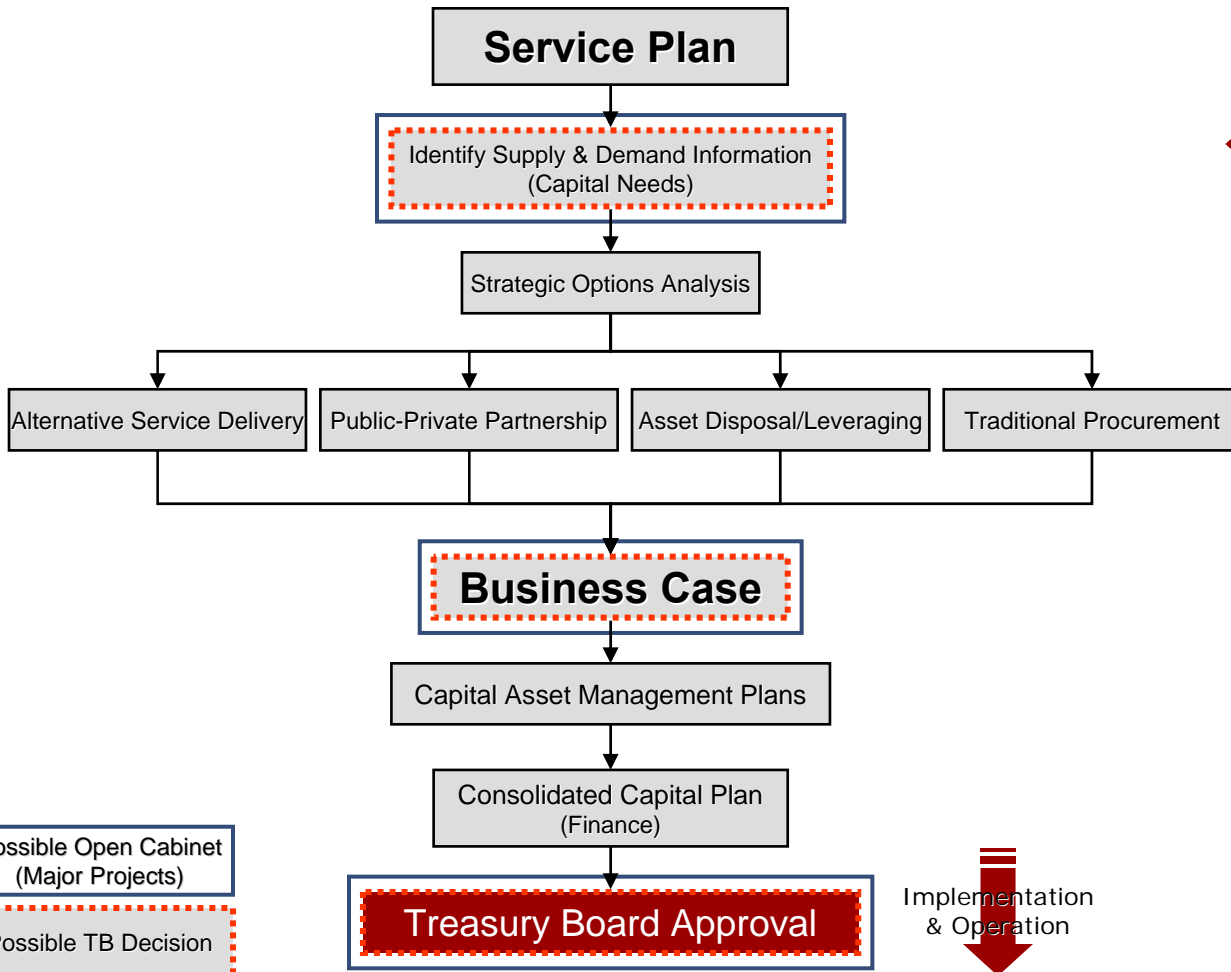 Service Plan
Identify Supply & Demand Information
(Capital Needs)
Strategic Options Analysis
Alternative Service Delivery
Public-Private Partnership
Asset Disposal/Leveraging
Traditional Procurement
Business Case
Capital Asset Management Plans
Consolidated Capital Plan
(Finance)
ossible Open Cabinet
(Major Projects)
ossible TB Decision
Treasury Board Approval
Implementation
& Operation